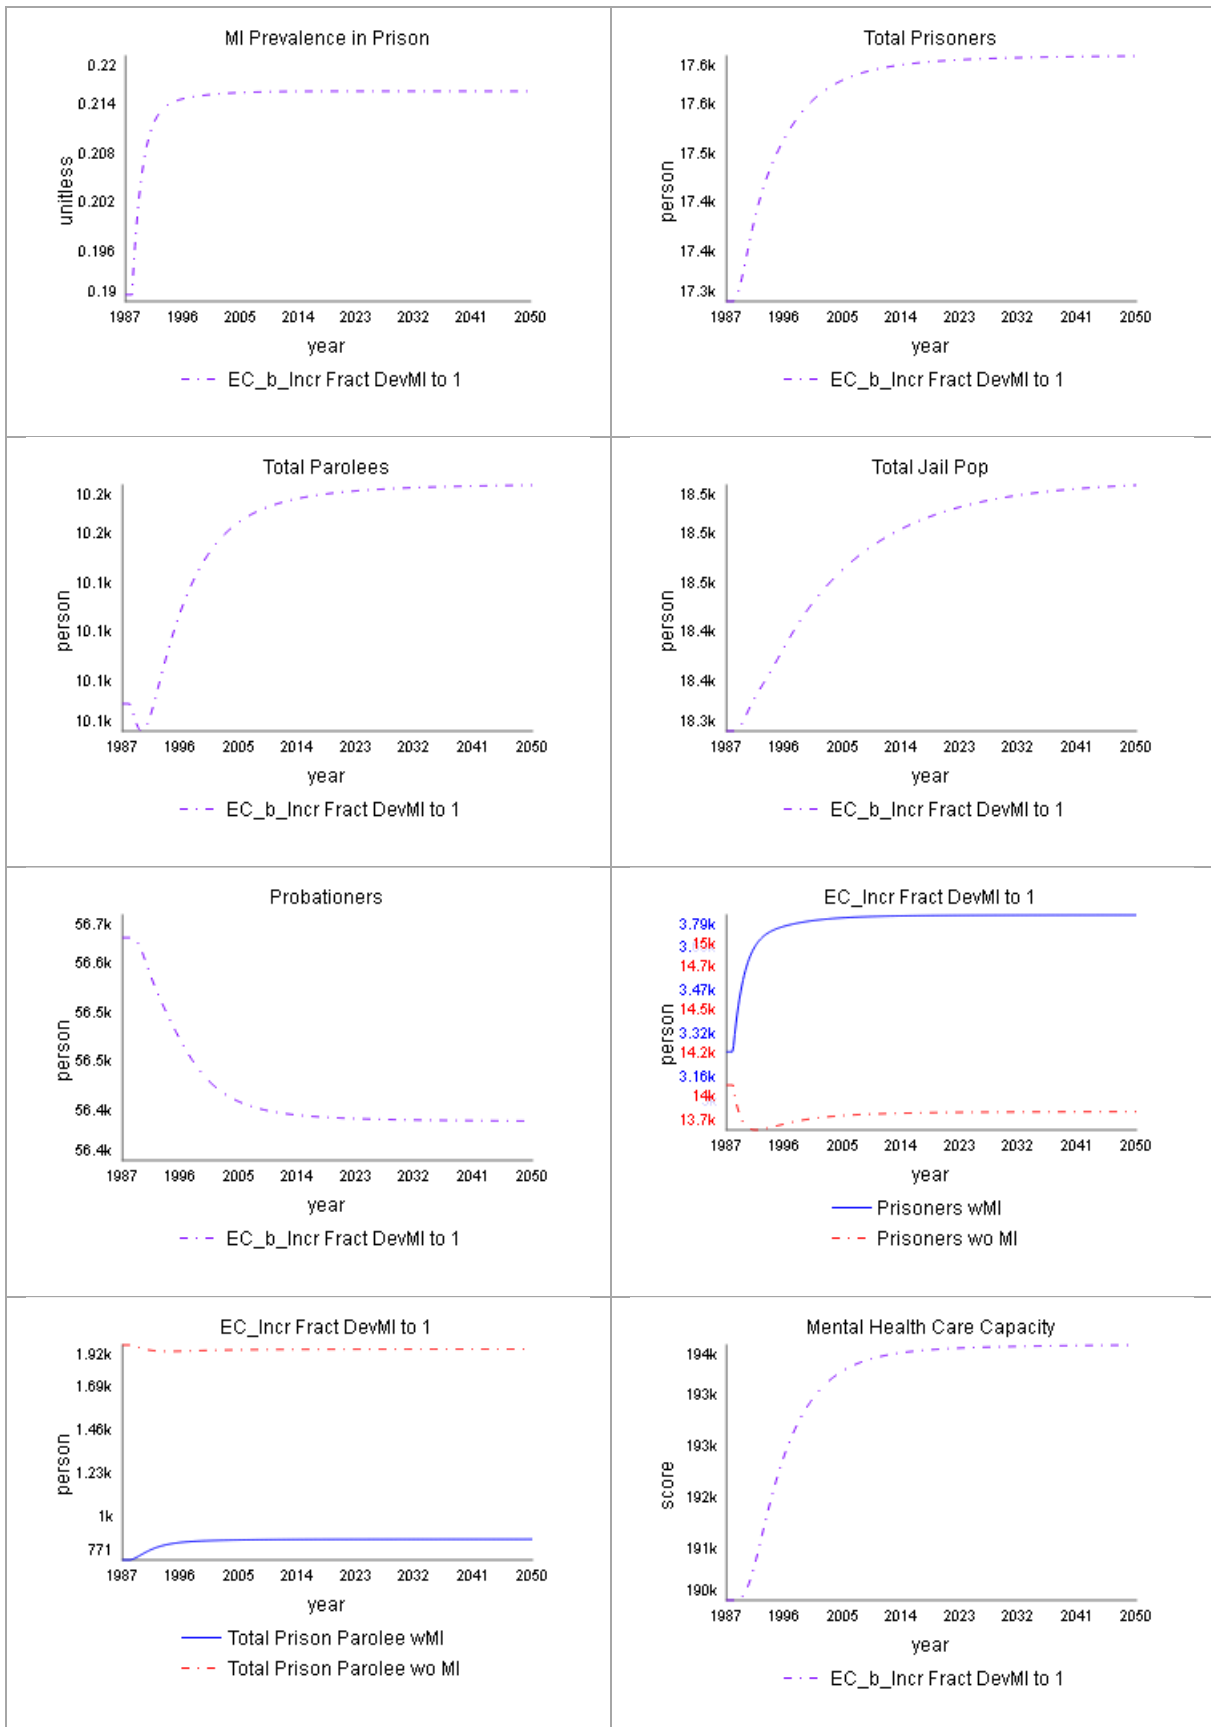 MI Prevalence in Prison
0.22
0.214
0.208
0.202
0.196
0.19
unitless
1987 1996 2005 2014 2023 2032 2041 2050
year
EC_b_Incr Fract DevMI to 1
Total Prisoners
17.6k
17.6k
17.5k
17.4k
17.4k
17.3k
person
1987 1996 2005 2014 2023 2032 2041 2050
year
EC_b_Incr Fract DevMI to 1
Total Parolees
10.2k
10.2k
10.1k
10.1k
10.1k
10.1k
person
1987 1996 2005 2014 2023 2032 2041 2050
year
EC_b_Incr Fract DevMI to 1
Total Jail Pop
18.5k
18.5k
18.5k
18.4k
18.4k
18.3k
person
1987 1996 2005 2014 2023 2032 2041 2050
year
EC_b_Incr Fract DevMI to 1
Probationers
56.7k
56.6k
56.5k
56.5k
56.4k
56.4k
person
1987 1996 2005 2014 2023 2032 2041 2050
year
EC_b_Incr Fract DevMI to 1
EC_Incr Fract DevMI to 1
3.79k
15k
14.7k
3.47k
14.5k
3.32k
14.2k
3.16k
14k
13.7k
person
1987 1996 2005 2014 2023 2032 2041 2050
year
Prisoners wMI
Prisoners wo MI
EC_Incr Fract DevMI to 1
1.92k
1.69k
1.46k
1.23k
1k
771
person
1987 1996 2005 2014 2023 2032 2041 2050
year
Total Prison Parolee wMI
Total Prison Parolee wo MI
Mental Health Care Capacity
194k
193k
193k
192k
191k
190k
score
1987 1996 2005 2014 2023 2032 2041 2050
year
EC_b_Incr Fract DevMI to 1